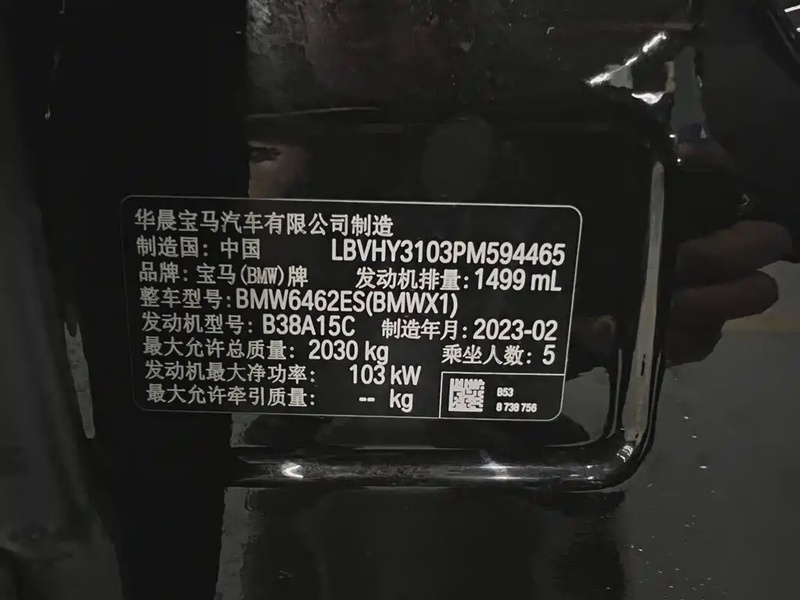 华晨宝马汽车有限公司制造
制造国: 中国 LBVHY3103PM594465
品牌: 宝马(BMW)牌 发动机排量: 1499 mL
整车型号: BMW6462ES(BMWX1)
发动机型号: B38A15C 制造年月: 2023-02
最大允许总质量: 2030 kg 乘坐人数: 5
发动机最大净功率: 103 kW
最大允许牵引质量: -- kg
B53
8 738 756